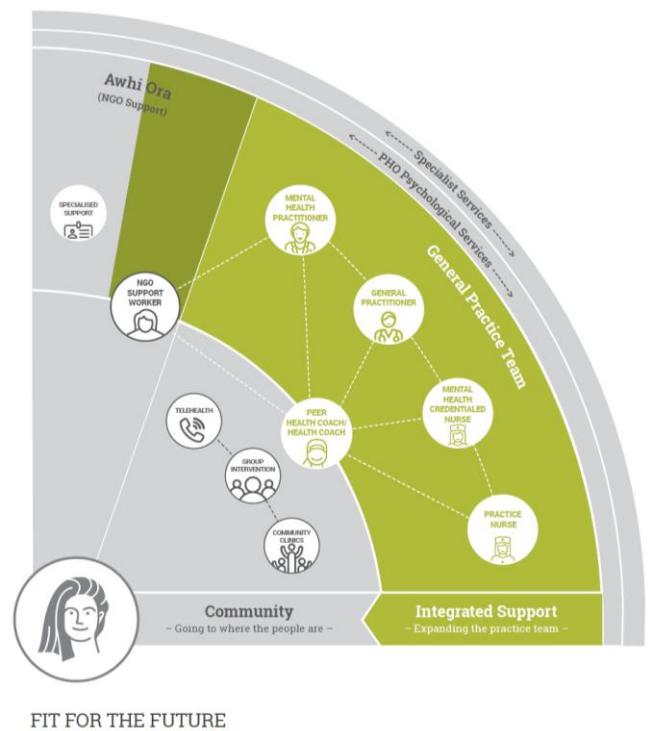 Awhi Ora
(NGO Support)
<---- Specialist Services ---->
<---- PHO Psychological Services ---->
General Practice Team
SPECIALISED
SUPPORT
MENTAL
HEALTH
PRACTITIONER
NGO
SUPPORT
WORKER
GENERAL
PRACTITIONER
TELEHEALTH
PEER
HEALTH COACH/
HEALTH COACH
MENTAL
HEALTH
CREDENTIALED
NURSE
GROUP
INTERVENTION
PRACTICE
NURSE
COMMUNITY
CLINICS
Community
– Going to where the people are –
Integrated Support
– Expanding the practice team –
FIT FOR THE FUTURE